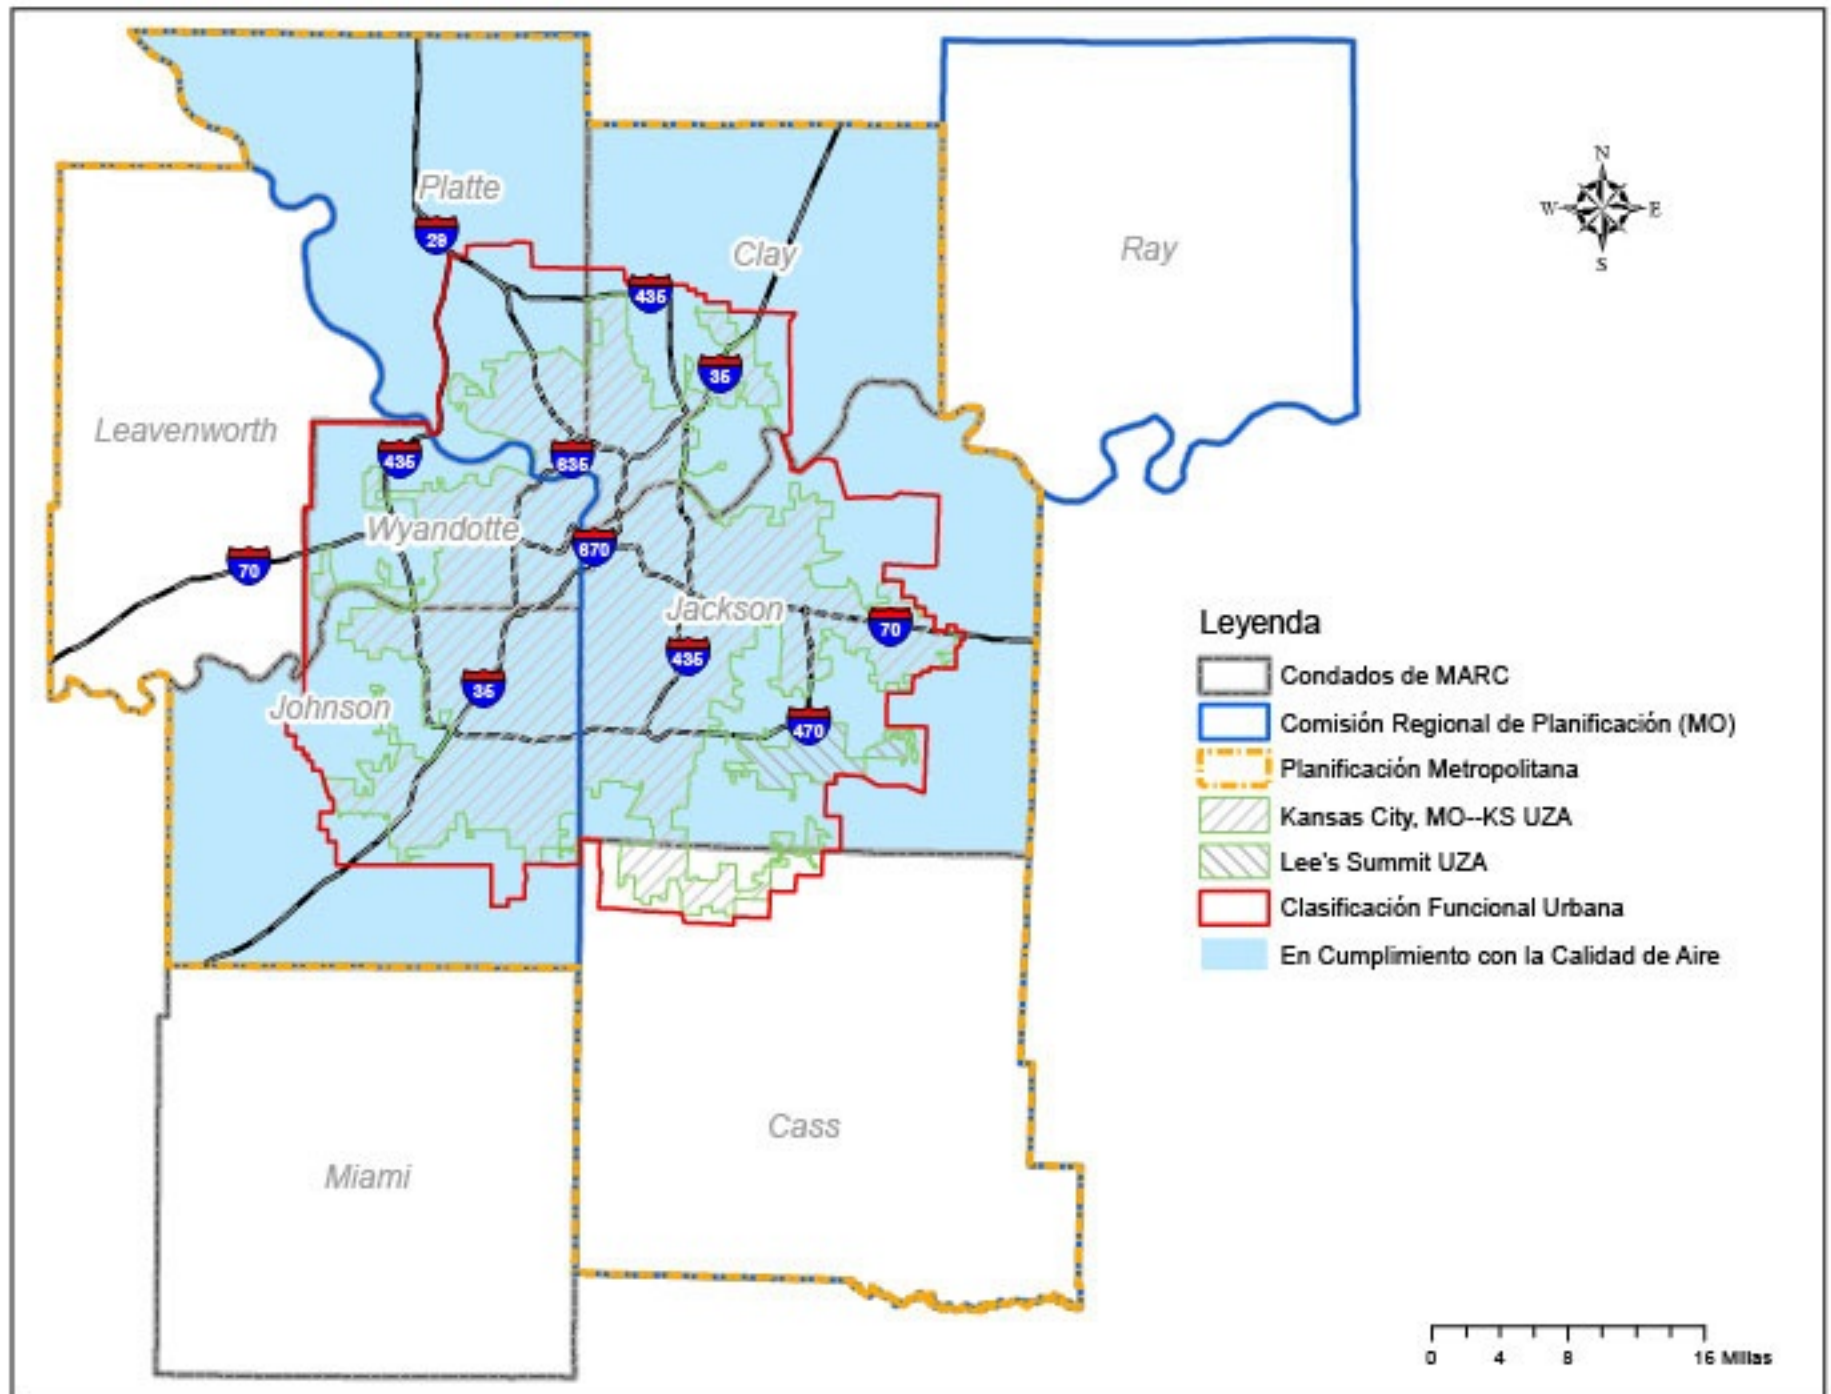 Platte
29
Clay
Ray
N
W E
S
435
35
Leavenworth
435
635
Wyandotte
670
70
Jackson
70
435
35
Johnson
470
Leyenda
Condados de MARC
Comisión Regional de Planificación (MO)
Planificación Metropolitana
Kansas City, MO--KS UZA
Lee's Summit UZA
Clasificación Funcional Urbana
En Cumplimiento con la Calidad de Aire
Cass
Miami
0 4 8 16 Millas